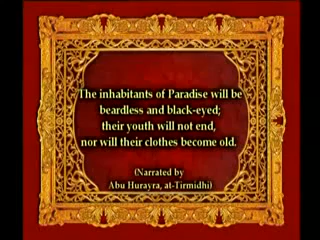 The inhabitants of Paradise will be
beardless and black-eyed;
their youth will not end,
nor will their clothes become old.
(Narrated by
Abu Hurayra, at-Tirmidhi)